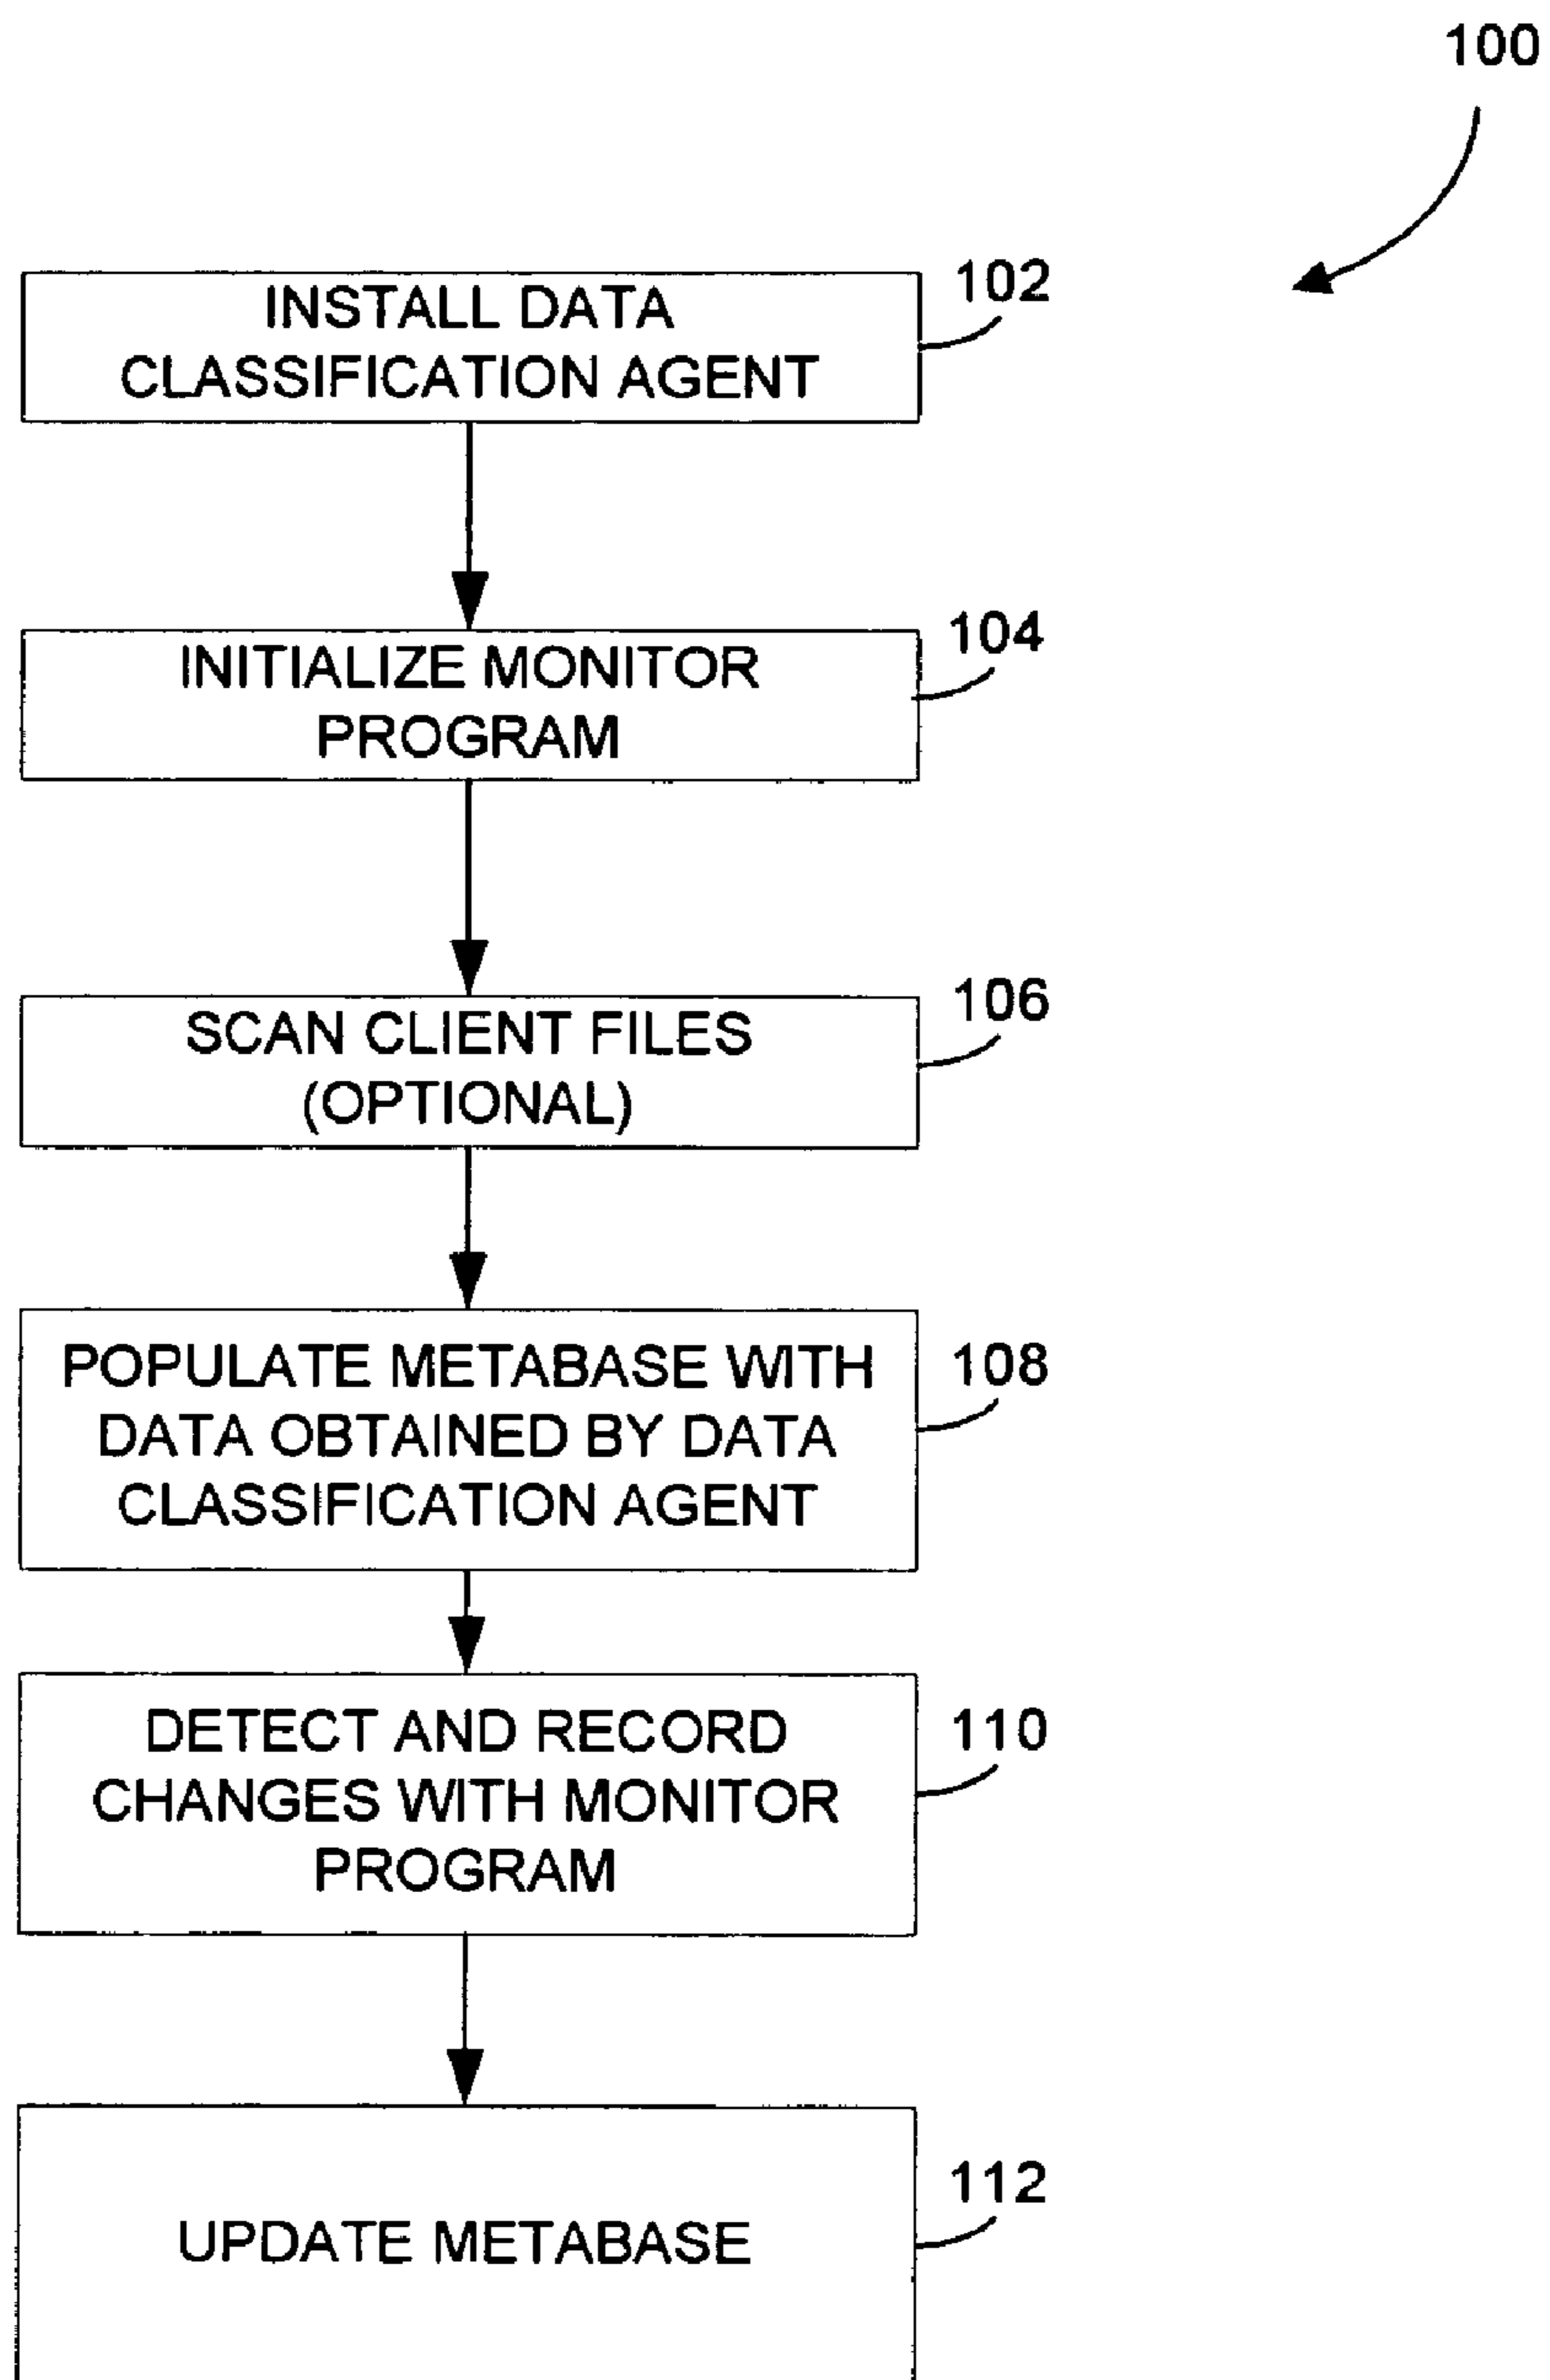 100
INSTALL DATA
CLASSIFICATION AGENT
102
INITIALIZE MONITOR
PROGRAM
104
SCAN CLIENT FILES
(OPTIONAL)
106
POPULATE METABASE WITH
DATA OBTAINED BY DATA
CLASSIFICATION AGENT
108
DETECT AND RECORD
CHANGES WITH MONITOR
PROGRAM
110
UPDATE METABASE
112